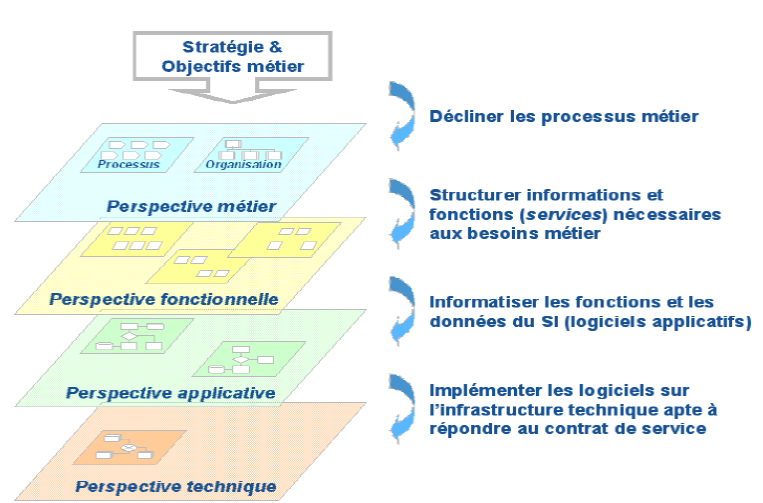 Stratégie &
Objectifs métier
Décliner les processus métier
Processus
Organisation
Perspective métier
Structurer informations et
fonctions (services) nécessaires
aux besoins métier
Perspective fonctionnelle
Informatiser les fonctions et les
données du SI (logiciels applicatifs)
Perspective applicative
Implémenter les logiciels sur
l'infrastructure technique apte à
répondre au contrat de service
Perspective technique